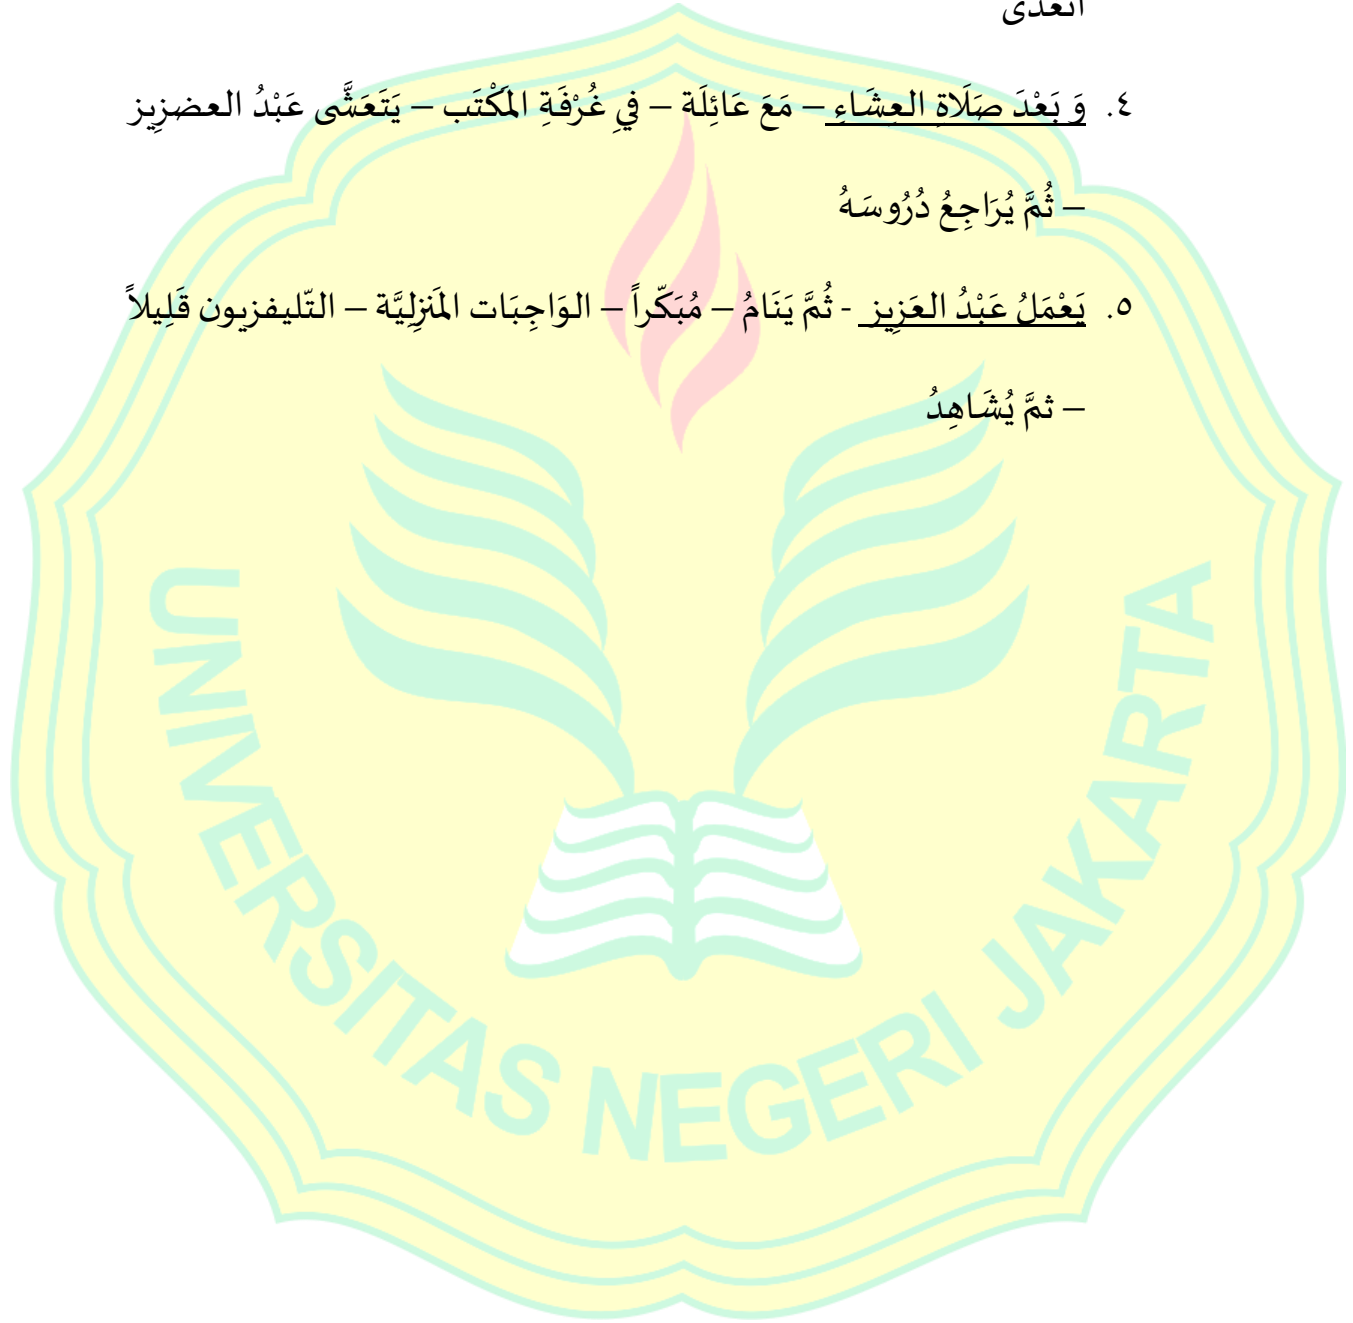 ٤. وَ بَعْدَ صَلَاةِ العِشَاءِ – مَعَ عَائِلَة – فيِ غُرْفَةِ المَكْتَب – يَتَعَشَّى عَبْدُ العضزِيز
– ثُمَّ يُرَاجِعُ دُرُوسَهُ
٥. يَعْمَلُ عَبْدُ العَزِيز - ثُمَّ يَنَامُ – مُبَكّراً – الوَاجِبَات المَنزِلِيَّة – التّليفزيون قَلِيلاً
– ثمَّ يُشَاهِدُ
UNIVERSITAS NEGERI JAKARTA